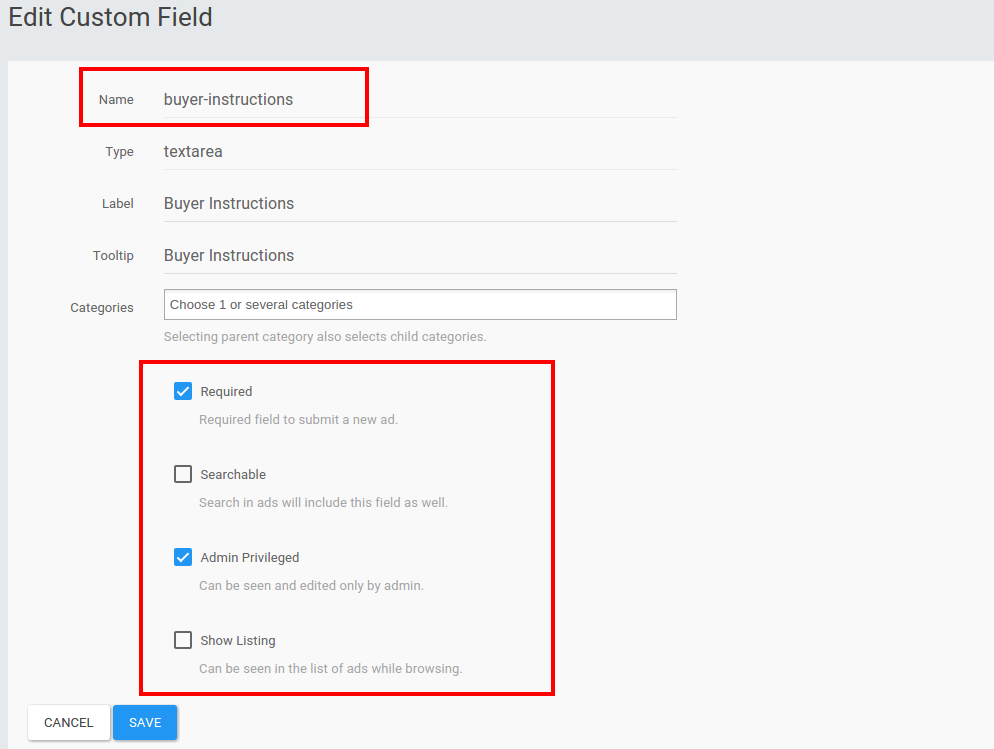 Edit Custom Field
Name buyer-instructions
Type textarea
Label Buyer Instructions
Tooltip Buyer Instructions
Categories Choose 1 or several categories
Selecting parent category also selects child categories.
Required
Required field to submit a new ad.
Searchable
Search in ads will include this field as well.
Admin Privileged
Can be seen and edited only by admin.
Show Listing
Can be seen in the list of ads while browsing.
CANCEL SAVE